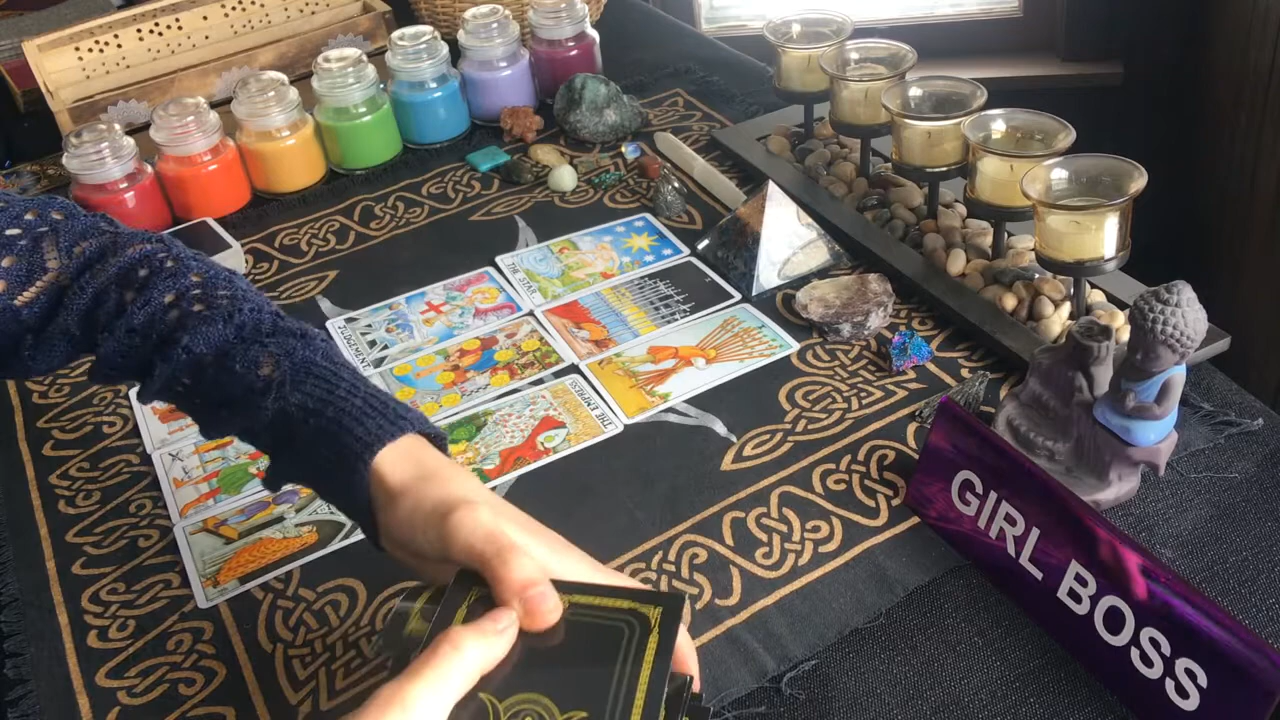 THE STAR.
X
JUDGEMENT.
THE EMPRESS.
GIRL BOSS